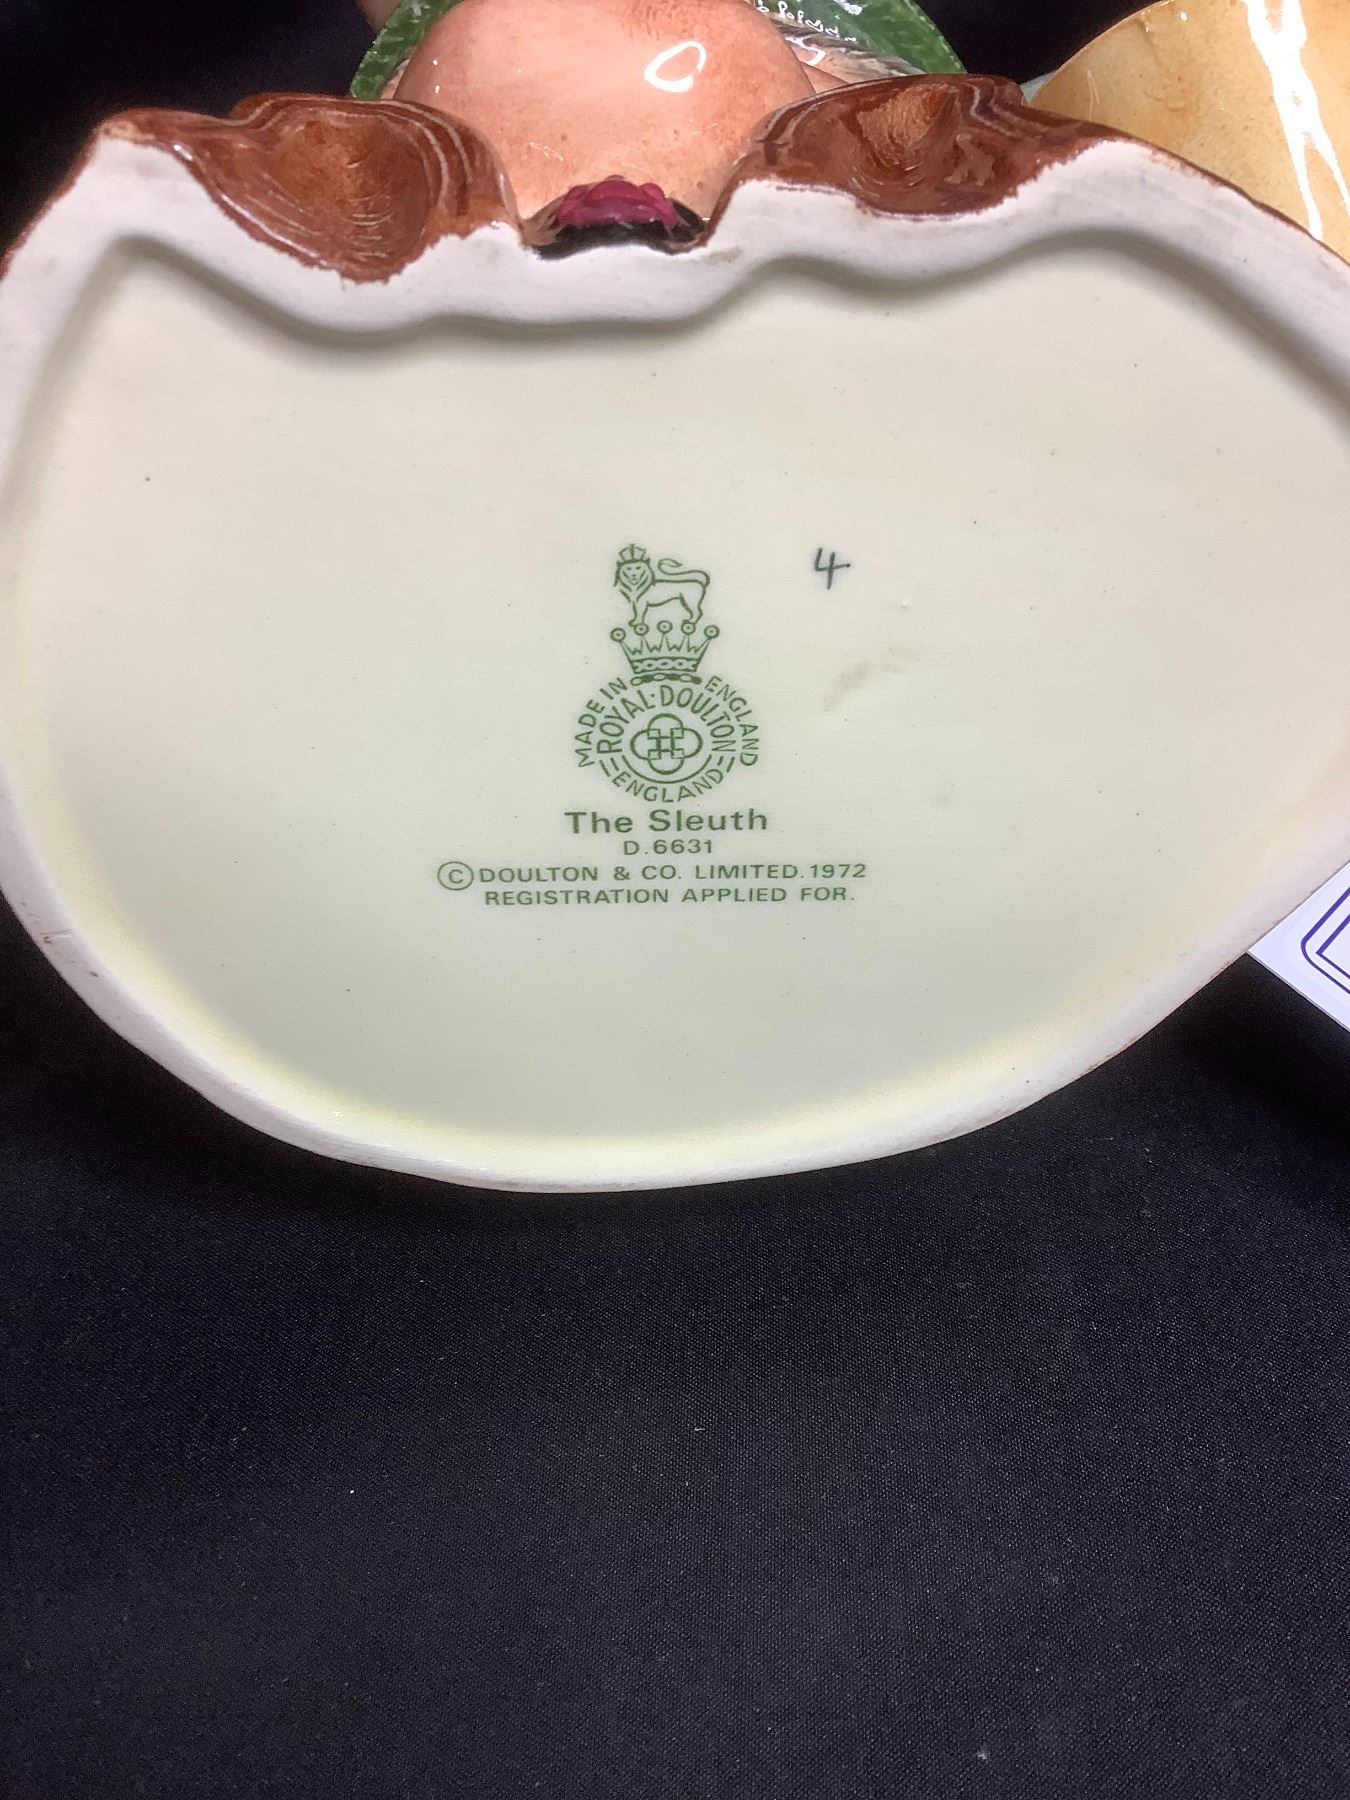 4
MADE IN ENGLAND
ROYAL·DOULTON
ENGLAND
The Sleuth
D.6631
©DOULTON & CO. LIMITED.1972
REGISTRATION APPLIED FOR.